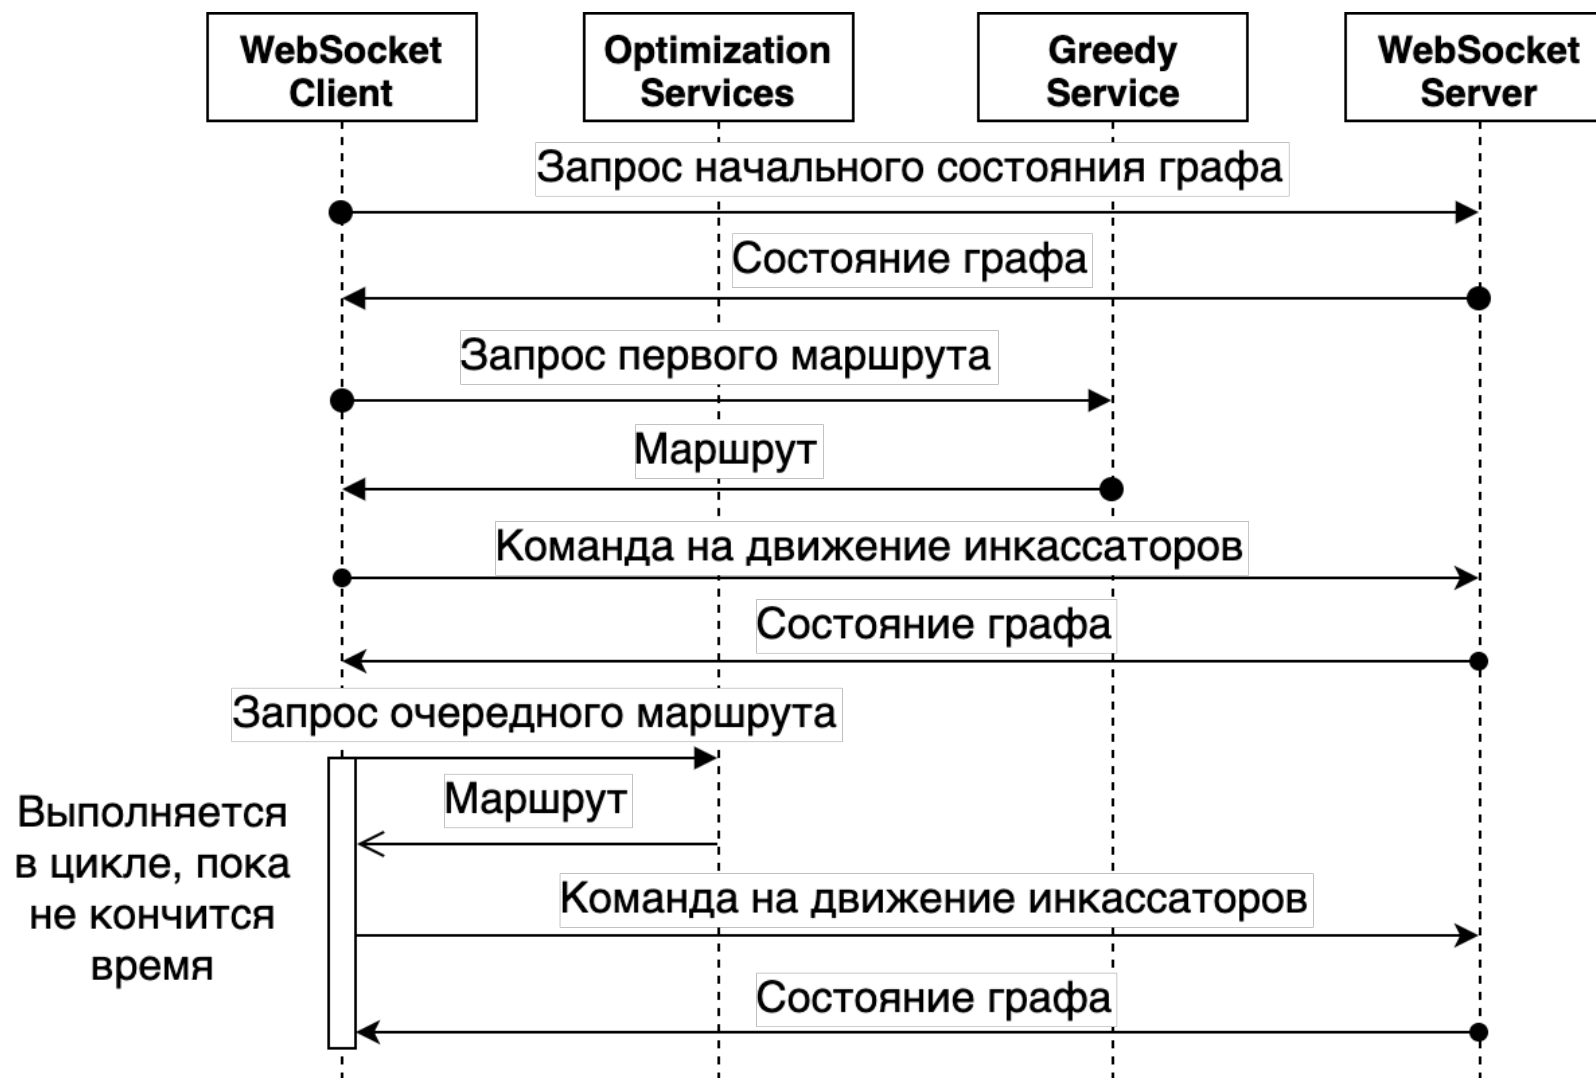 WebSocket
Client
Optimization
Services
Greedy
Service
WebSocket
Server
Запрос начального состояния графа
Состояние графа
Запрос первого маршрута
Маршрут
Команда на движение инкассаторов
Состояние графа
Запрос очередного маршрута
Маршрут
Выполняется
в цикле, пока
не кончится
время
Команда на движение инкассаторов
Состояние графа